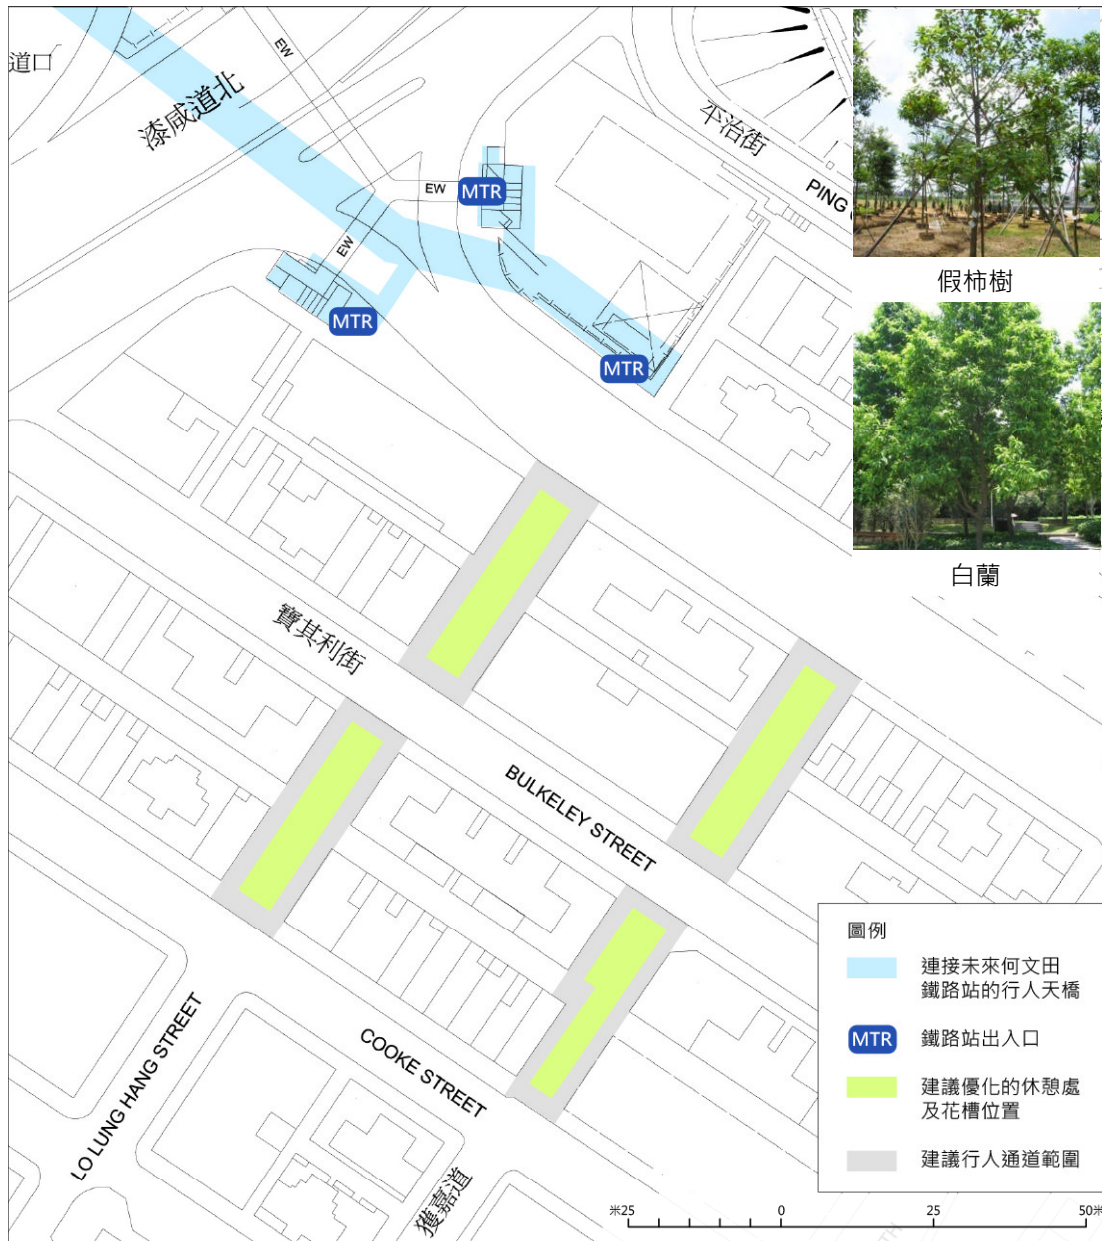 道口
漆咸道北
EW
EW
EW
MTR
MTR
MTR
平治街
PING
假柿樹
白蘭
寶其利街
BULKELEY STREET
COOKE STREET
LO LUNG HANG STREET
獲嘉道
圖例
連接未來何文田
鐵路站的行人天橋
MTR
鐵路站出入口
建議優化的休憩處
及花槽位置
建議行人通道範圍
米25
0
25
50米